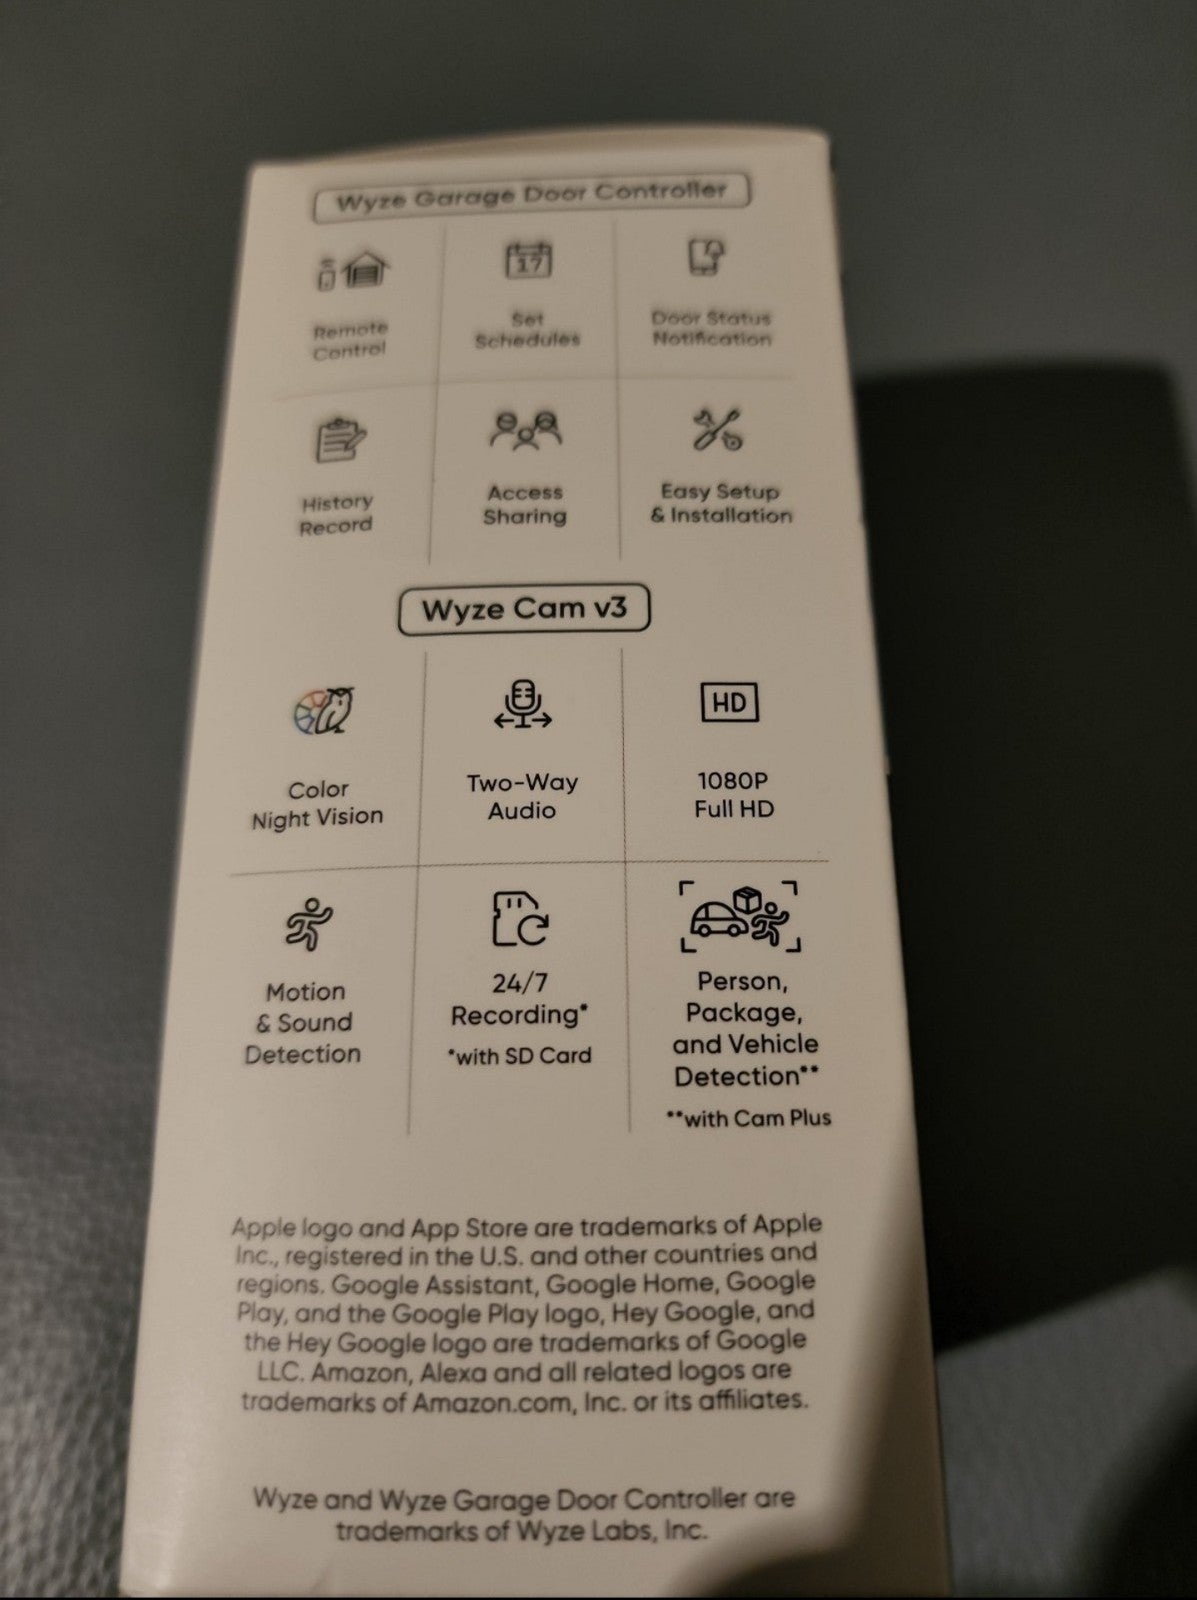 Wyze Garage Door Controller
17
Remote
Control
Set
Schedules
Door Status
Notification
History
Record
Access
Sharing
Easy Setup
& Installation
Wyze Cam v3
HD
Color
Night Vision
Two-Way
Audio
1080P
Full HD
Motion
& Sound
Detection
24/7
Recording*
*with SD Card
Person,
Package,
and Vehicle
Detection**
**with Cam Plus
Apple logo and App Store are trademarks of Apple
Inc., registered in the U.S. and other countries and
regions. Google Assistant, Google Home, Google
Play, and the Google Play logo, Hey Google, and
the Hey Google logo are trademarks of Google
LLC. Amazon, Alexa and all related logos are
trademarks of Amazon.com, Inc. or its affiliates.
Wyze and Wyze Garage Door Controller are
trademarks of Wyze Labs, Inc.